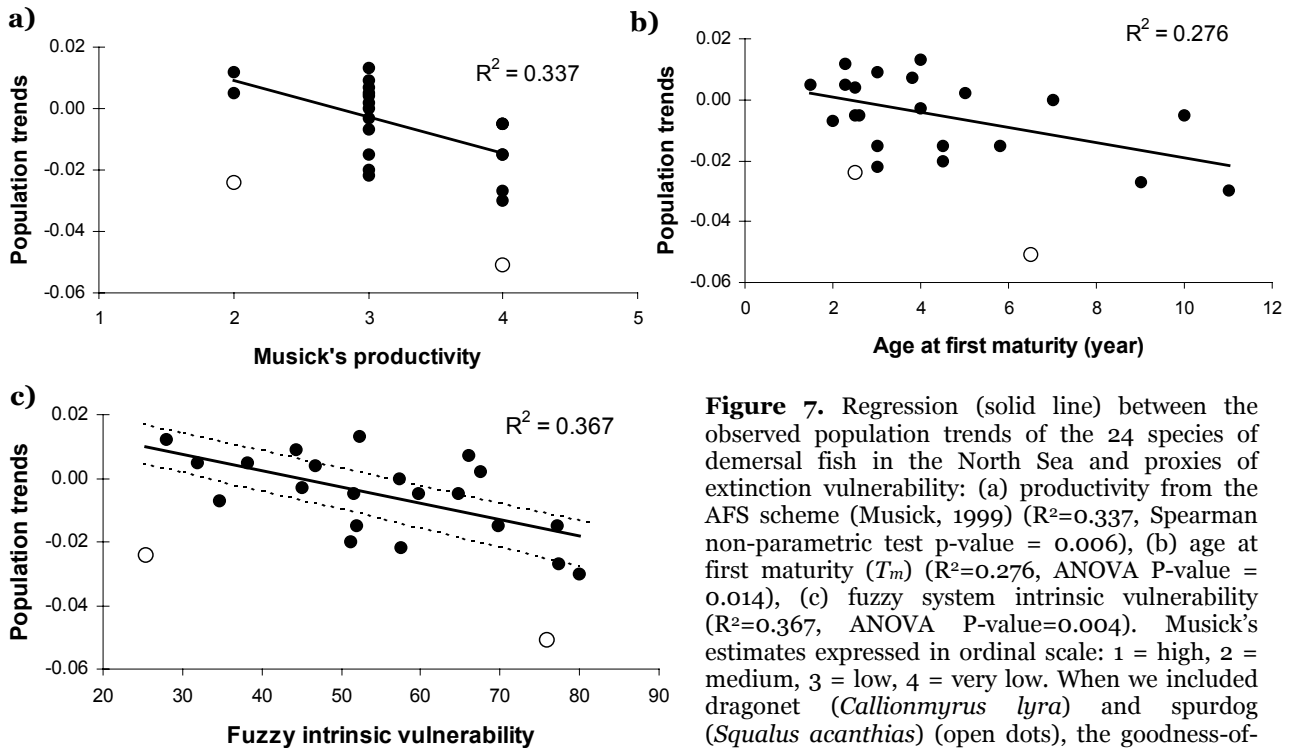 a)
0.02
0.00
-0.02
-0.04
-0.06
Population trends
R² = 0.337
1 2 3 4 5
Musick's productivity
b)
0.02
0.00
-0.02
-0.04
-0.06
Population trends
R² = 0.276
0 2 4 6 8 10 12
Age at first maturity (year)
c)
0.02
0.00
-0.02
-0.04
-0.06
Population trends
R² = 0.367
20 30 40 50 60 70 80 90
Fuzzy intrinsic vulnerability
Figure 7. Regression (solid line) between the
observed population trends of the 24 species of
demersal fish in the North Sea and proxies of
extinction vulnerability: (a) productivity from the
AFS scheme (Musick, 1999) (R²=0.337, Spearman
non-parametric test p-value = 0.006), (b) age at
first maturity (Tm) (R²=0.276, ANOVA P-value =
0.014), (c) fuzzy system intrinsic vulnerability
(R²=0.367, ANOVA P-value=0.004). Musick's
estimates expressed in ordinal scale: 1 = high, 2 =
medium, 3 = low, 4 = very low. When we included
dragonet (Callionmyrus lyra) and spurdog
(Squalus acanthias) (open dots), the goodness-of-